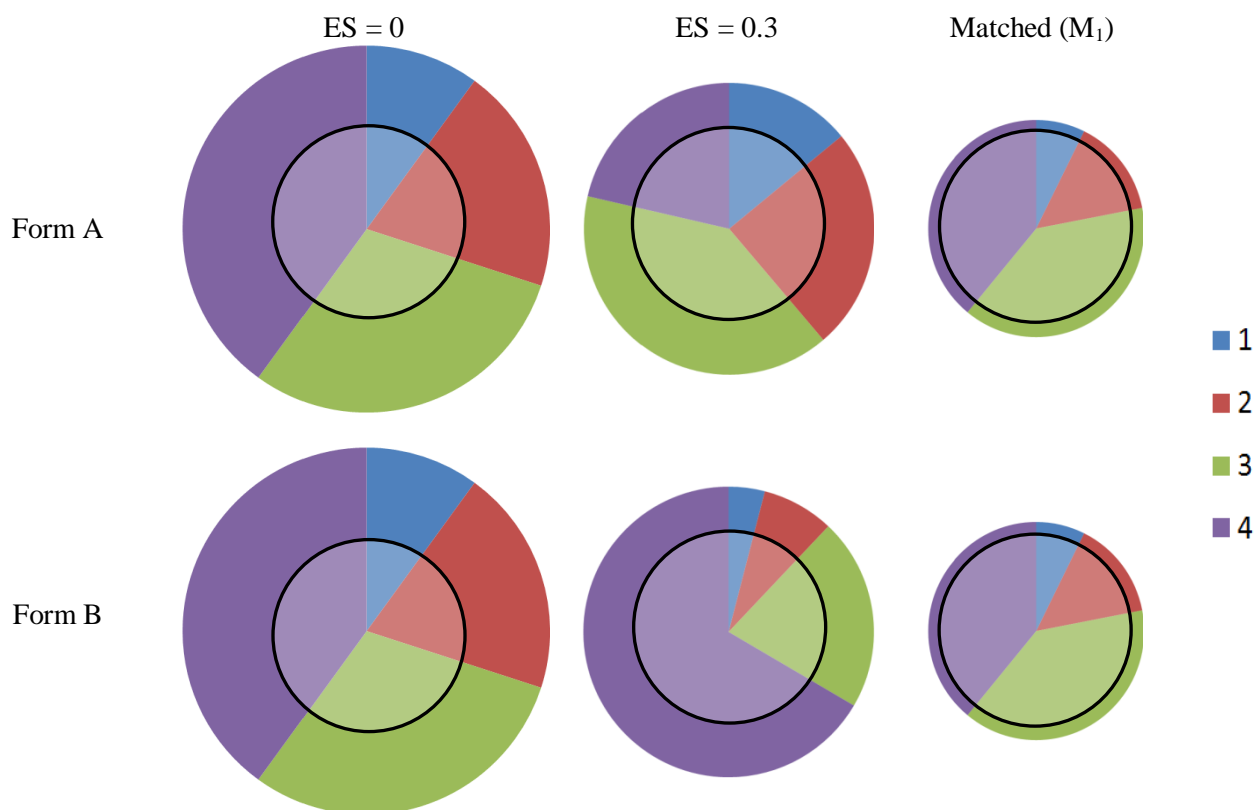 ES = 0 ES = 0.3 Matched (M₁)
Form A
1
2
3
4
Form B